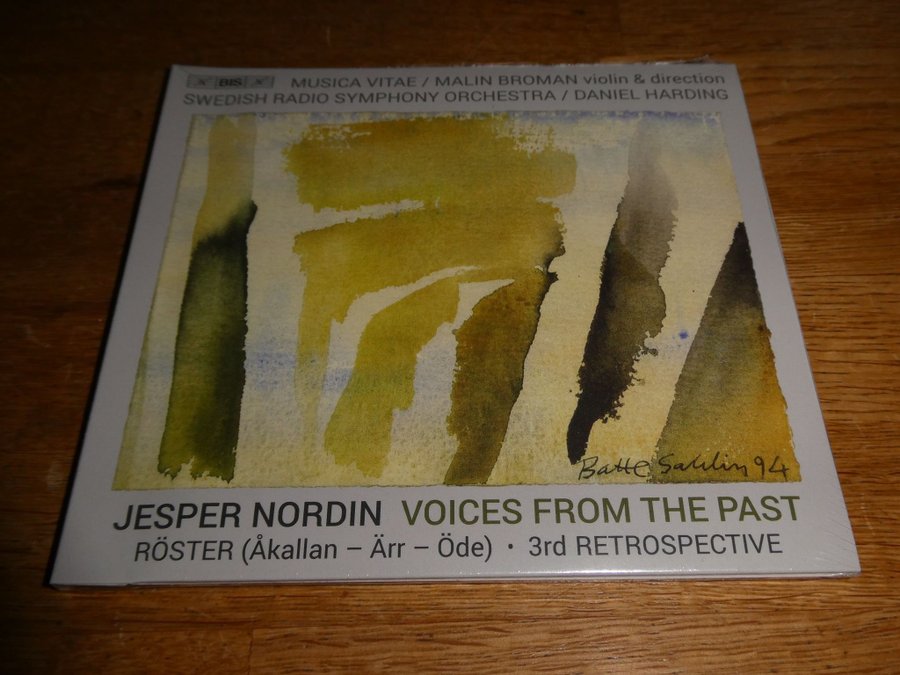 BIS MUSICA VITAE / MALIN BROMAN violin & direction
SWEDISH RADIO SYMPHONY ORCHESTRA / DANIEL HARDING
Batte Sahlin 94
JESPER NORDIN VOICES FROM THE PAST
RÖSTER (Åkallan – Ärr – Öde) • 3rd RETROSPECTIVE